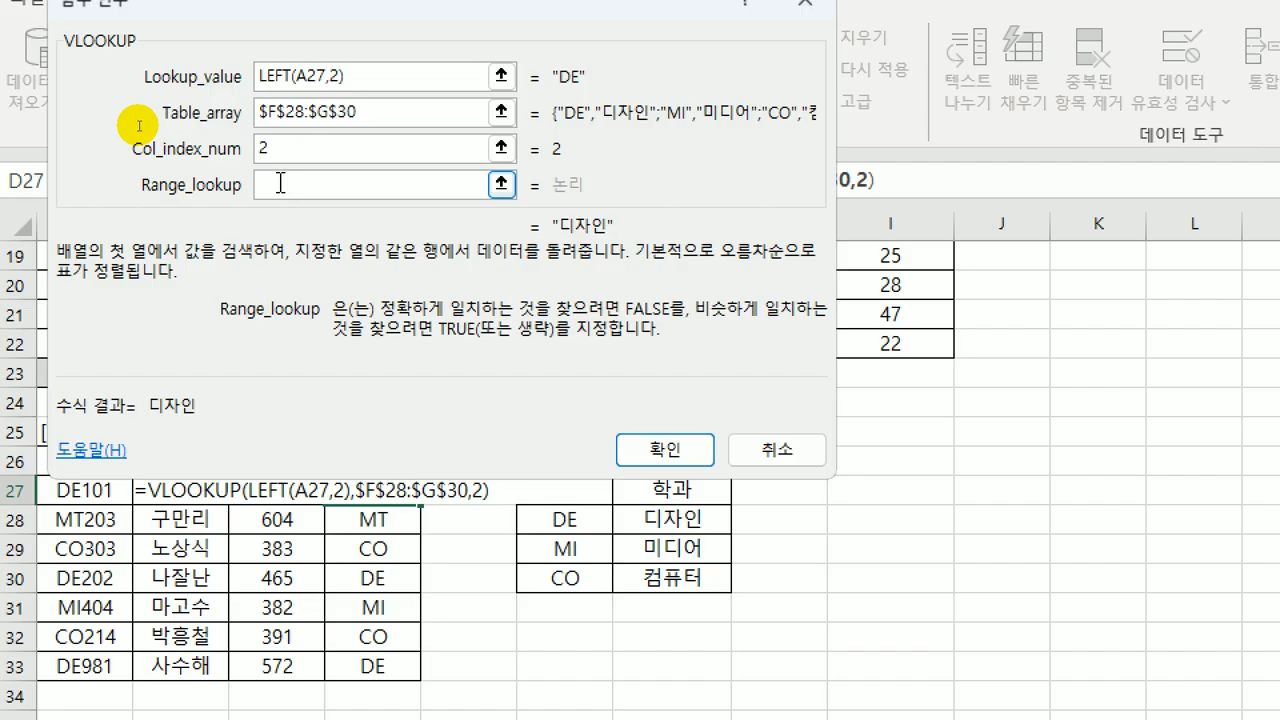 함수 인수
VLOOKUP
Lookup_value LEFT(A27,2) = "DE"
Table_array $F$28:$G$30 = {"DE","디자인";"MI","미디어";"CO","컴
Col_index_num 2 = 2
Range_lookup = 논리
= "디자인"
배열의 첫 열에서 값을 검색하여, 지정한 열의 같은 행에서 데이터를 돌려줍니다. 기본적으로 오름차순으로
표가 정렬됩니다.
Range_lookup 은(는) 정확하게 일치하는 것을 찾으려면 FALSE를, 비슷하게 일치하는
것을 찾으려면 TRUE(또는 생략)를 지정합니다.
수식 결과= 디자인
도움말(H) 확인 취소
지우기
다시 적용
고급
텍스트 나누기
빠른 채우기
중복된 항목 제거
데이터 유효성 검사
통합
데이터 도구
D27 0,2)
I J K L
19 25
20 28
21 47
22 22
23
24
25 [
26
27 DE101 =VLOOKUP(LEFT(A27,2),$F$28:$G$30,2) 학과
28 MT203 구만리 604 MT DE 디자인
29 CO303 노상식 383 CO MI 미디어
30 DE202 나잘난 465 DE CO 컴퓨터
31 MI404 마고수 382 MI
32 CO214 박흥철 391 CO
33 DE981 사수해 572 DE
34